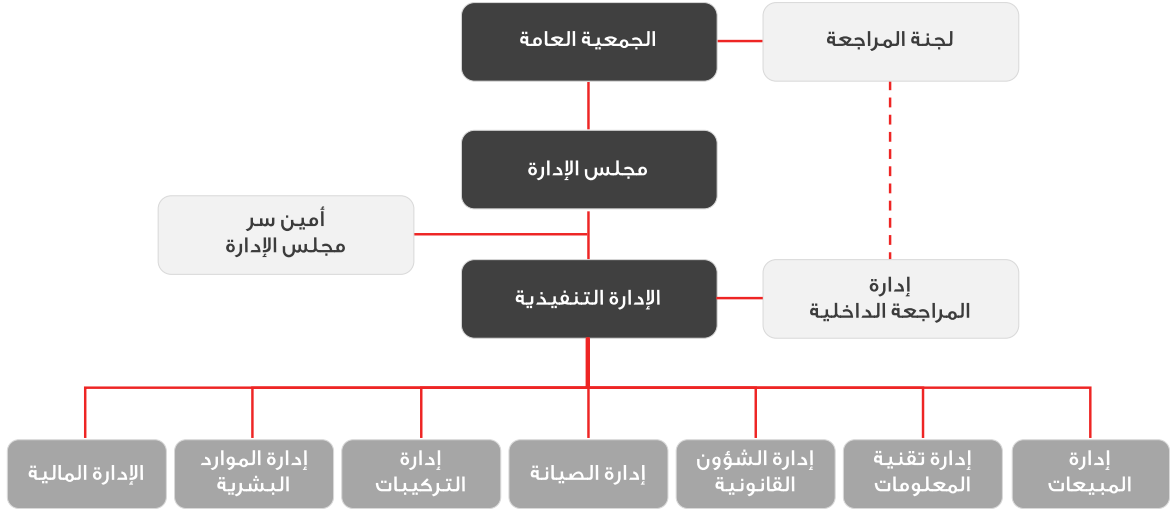 الجمعية العامة
لجنة المراجعة
مجلس الإدارة
أمين سر
مجلس الإدارة
الإدارة التنفيذية
إدارة
المراجعة الداخلية
إدارة
المبيعات
إدارة تقنية
المعلومات
إدارة الشؤون
القانونية
إدارة الصيانة
إدارة
التركيبات
إدارة الموارد
البشرية
الإدارة المالية